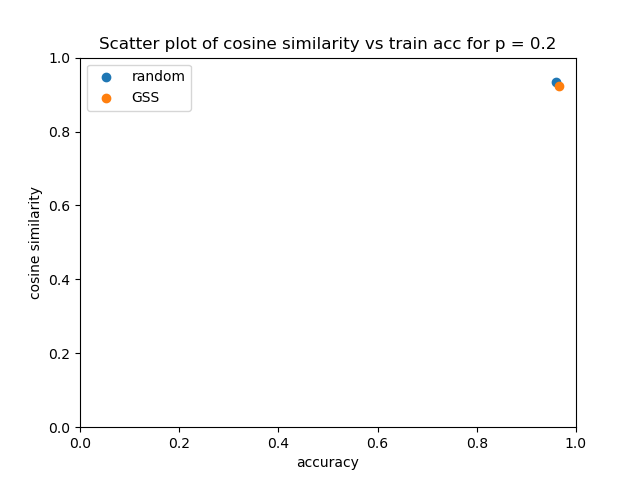 Scatter plot of cosine similarity vs train acc for p = 0.2
1.0
0.8
0.6
0.4
0.2
0.0
cosine similarity
random
GSS
0.0 0.2 0.4 0.6 0.8 1.0
accuracy